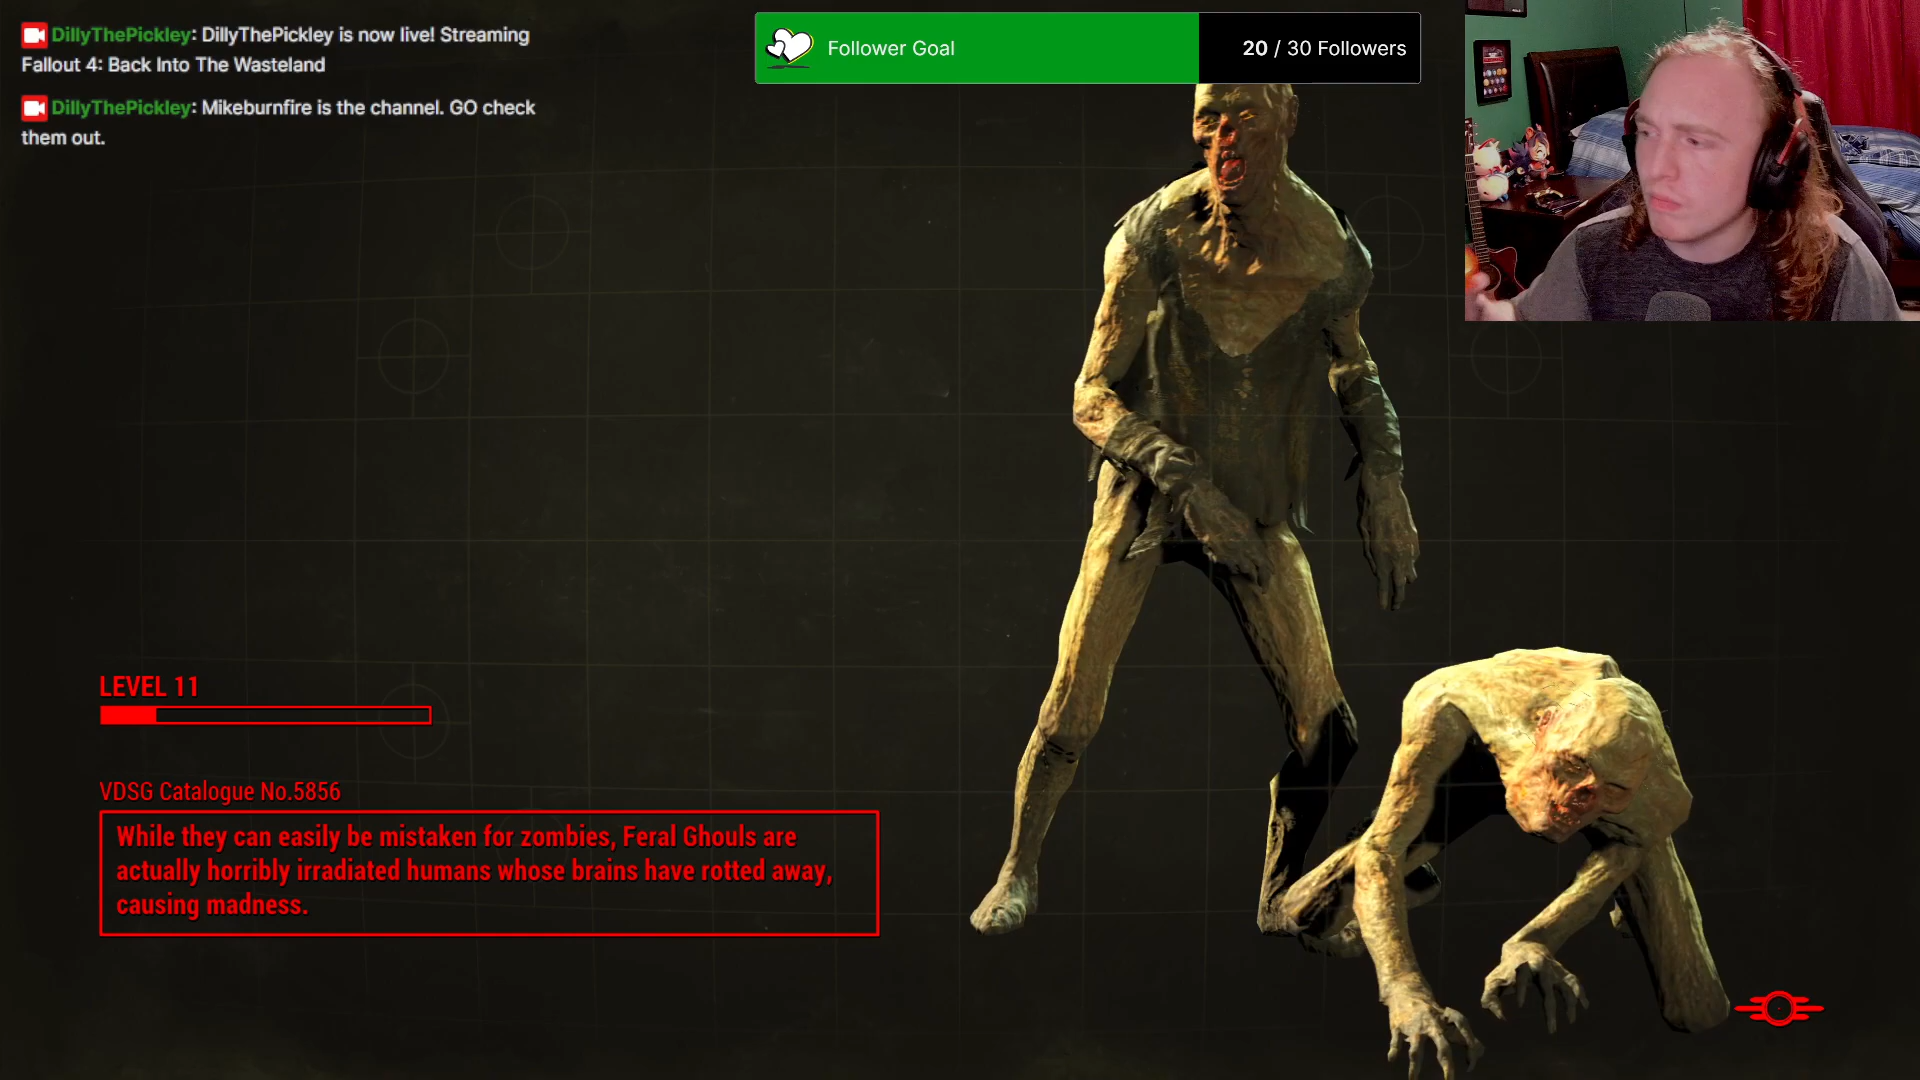 DillyThePickley: DillyThePickley is now live! Streaming
Fallout 4: Back Into The Wasteland
DillyThePickley: Mikeburnfire is the channel. GO check
them out.
Follower Goal
20 / 30 Followers
LEVEL 11
VDSG Catalogue No.5856
While they can easily be mistaken for zombies, Feral Ghouls are
actually horribly irradiated humans whose brains have rotted away,
causing madness.